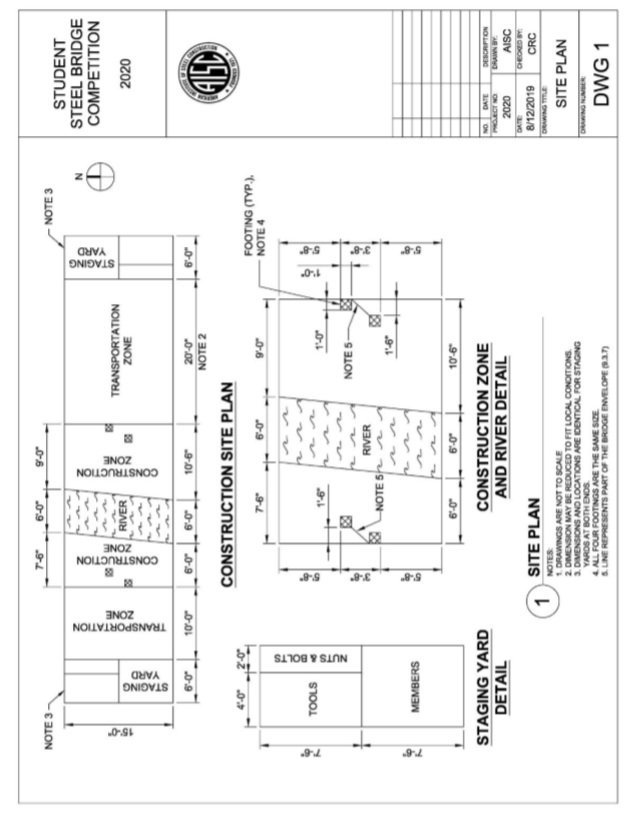 STUDENT
STEEL BRIDGE
COMPETITION
2020
AMERICAN INSTITUTE OF STEEL CONSTRUCTION
AISC
NO. DATE DESCRIPTION
PROJECT NO: DRAWN BY:
2020 AISC
DATE: CHECKED BY:
8/12/2019 CRC
DRAWING TITLE:
SITE PLAN
DRAWING NUMBER:
DWG 1
N
NOTE 3
NOTE 3
7'-6" 6'-0" 9'-0"
15'-0"
STAGING
YARD
TRANSPORTATION
ZONE
CONSTRUCTION
ZONE
RIVER
CONSTRUCTION
ZONE
TRANSPORTATION
ZONE
STAGING
YARD
6'-0" 10'-0" 6'-0" 6'-0" 10'-6" 20'-0" 6'-0"
NOTE 2
CONSTRUCTION SITE PLAN
4'-0" 2'-0"
7'-6"
7'-6"
TOOLS
NUTS & BOLTS
MEMBERS
STAGING YARD
DETAIL
FOOTING (TYP.),
NOTE 4
7'-6" 6'-0" 9'-0"
5'-8"
3'-8"
5'-8"
1'-6"
NOTE 5
RIVER
1'-0"
1'-0"
NOTE 5
1'-6"
5'-8"
3'-8"
5'-8"
6'-0" 6'-0" 10'-6"
CONSTRUCTION ZONE
AND RIVER DETAIL
1 SITE PLAN
NOTES:
1. DRAWINGS ARE NOT TO SCALE
2. DIMENSION MAY BE REDUCED TO FIT LOCAL CONDITIONS.
3. DIMENSIONS AND LOCATIONS ARE IDENTICAL FOR STAGING
YARDS AT BOTH ENDS.
4. ALL FOUR FOOTINGS ARE THE SAME SIZE.
5. LINE REPRESENTS PART OF THE BRIDGE ENVELOPE (9.3.7)